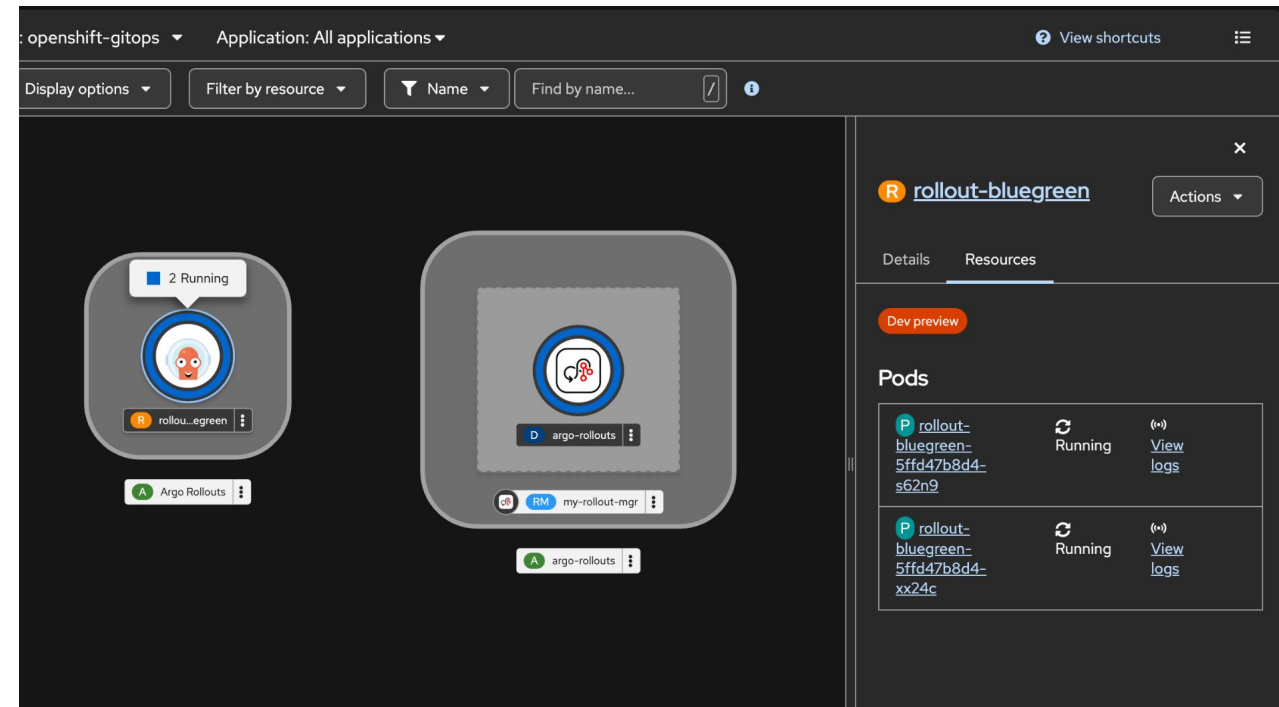 : openshift-gitops
Application: All applications
View shortcuts
Display options
Filter by resource
Name
Find by name...
/
2 Running
R rollou...egreen
A Argo Rollouts
D argo-rollouts
RM my-rollout-mgr
A argo-rollouts
R rollout-bluegreen
Actions
Details
Resources
Dev preview
Pods
P rollout-
bluegreen-
5ffd47b8d4-
s62n9
Running
View
logs
P rollout-
bluegreen-
5ffd47b8d4-
xx24c
Running
View
logs